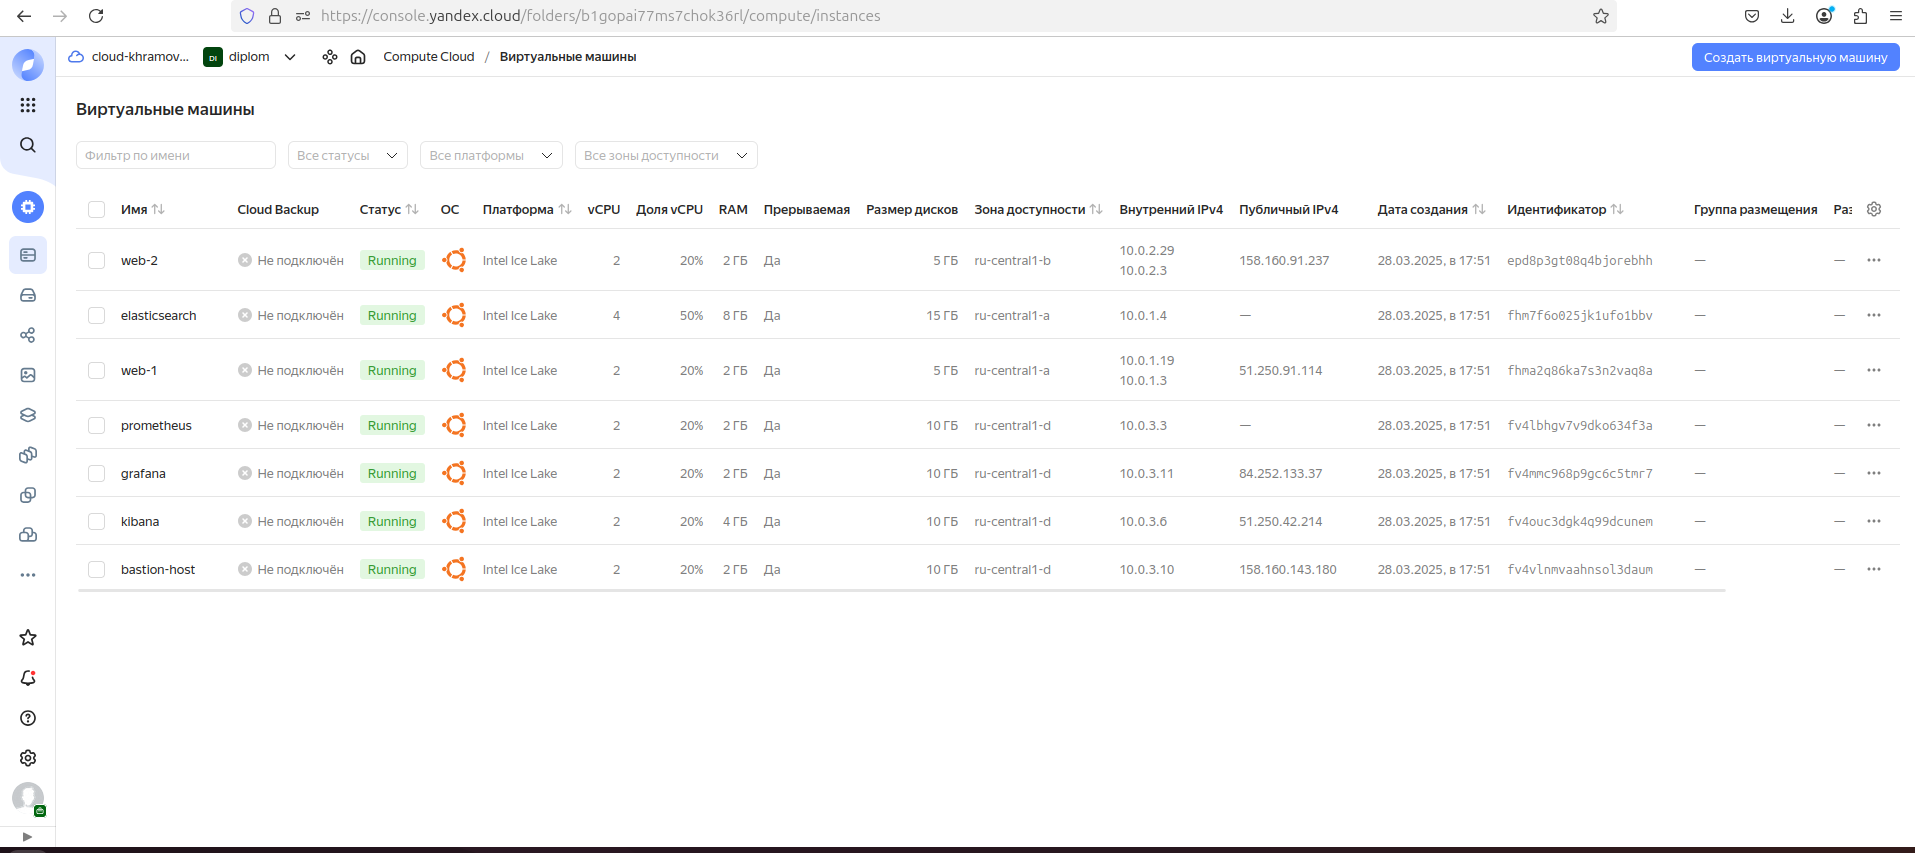 https://console.yandex.cloud/folders/b1gopai77ms7chok36rl/compute/instances
cloud-khramov... DI diplom Compute Cloud / Виртуальные машины Создать виртуальную машину
Виртуальные машины
Фильтр по имени Все статусы Все платформы Все зоны доступности
Имя Cloud Backup Статус ОС Платформа vCPU Доля vCPU RAM Прерываемая Размер дисков Зона доступности Внутренний IPv4 Публичный IPv4 Дата создания Идентификатор Группа размещения Раз
web-2 Не подключён Running Intel Ice Lake 2 20% 2 ГБ Да 5 ГБ ru-central1-b 10.0.2.29 10.0.2.3 158.160.91.237 28.03.2025, в 17:51 epd8p3gt08q4bjorebhh — —
elasticsearch Не подключён Running Intel Ice Lake 4 50% 8 ГБ Да 15 ГБ ru-central1-a 10.0.1.4 — 28.03.2025, в 17:51 fhm7f6o025jk1ufo1bbv — —
web-1 Не подключён Running Intel Ice Lake 2 20% 2 ГБ Да 5 ГБ ru-central1-a 10.0.1.19 10.0.1.3 51.250.91.114 28.03.2025, в 17:51 fhma2q86ka7s3n2vaq8a — —
prometheus Не подключён Running Intel Ice Lake 2 20% 2 ГБ Да 10 ГБ ru-central1-d 10.0.3.3 — 28.03.2025, в 17:51 fv4lbhgv7v9dko634f3a — —
grafana Не подключён Running Intel Ice Lake 2 20% 2 ГБ Да 10 ГБ ru-central1-d 10.0.3.11 84.252.133.37 28.03.2025, в 17:51 fv4mmc968p9gc6c5tmr7 — —
kibana Не подключён Running Intel Ice Lake 2 20% 4 ГБ Да 10 ГБ ru-central1-d 10.0.3.6 51.250.42.214 28.03.2025, в 17:51 fv4ouc3dgk4q99dcunem — —
bastion-host Не подключён Running Intel Ice Lake 2 20% 2 ГБ Да 10 ГБ ru-central1-d 10.0.3.10 158.160.143.180 28.03.2025, в 17:51 fv4vlnmvaahnsol3daum — —